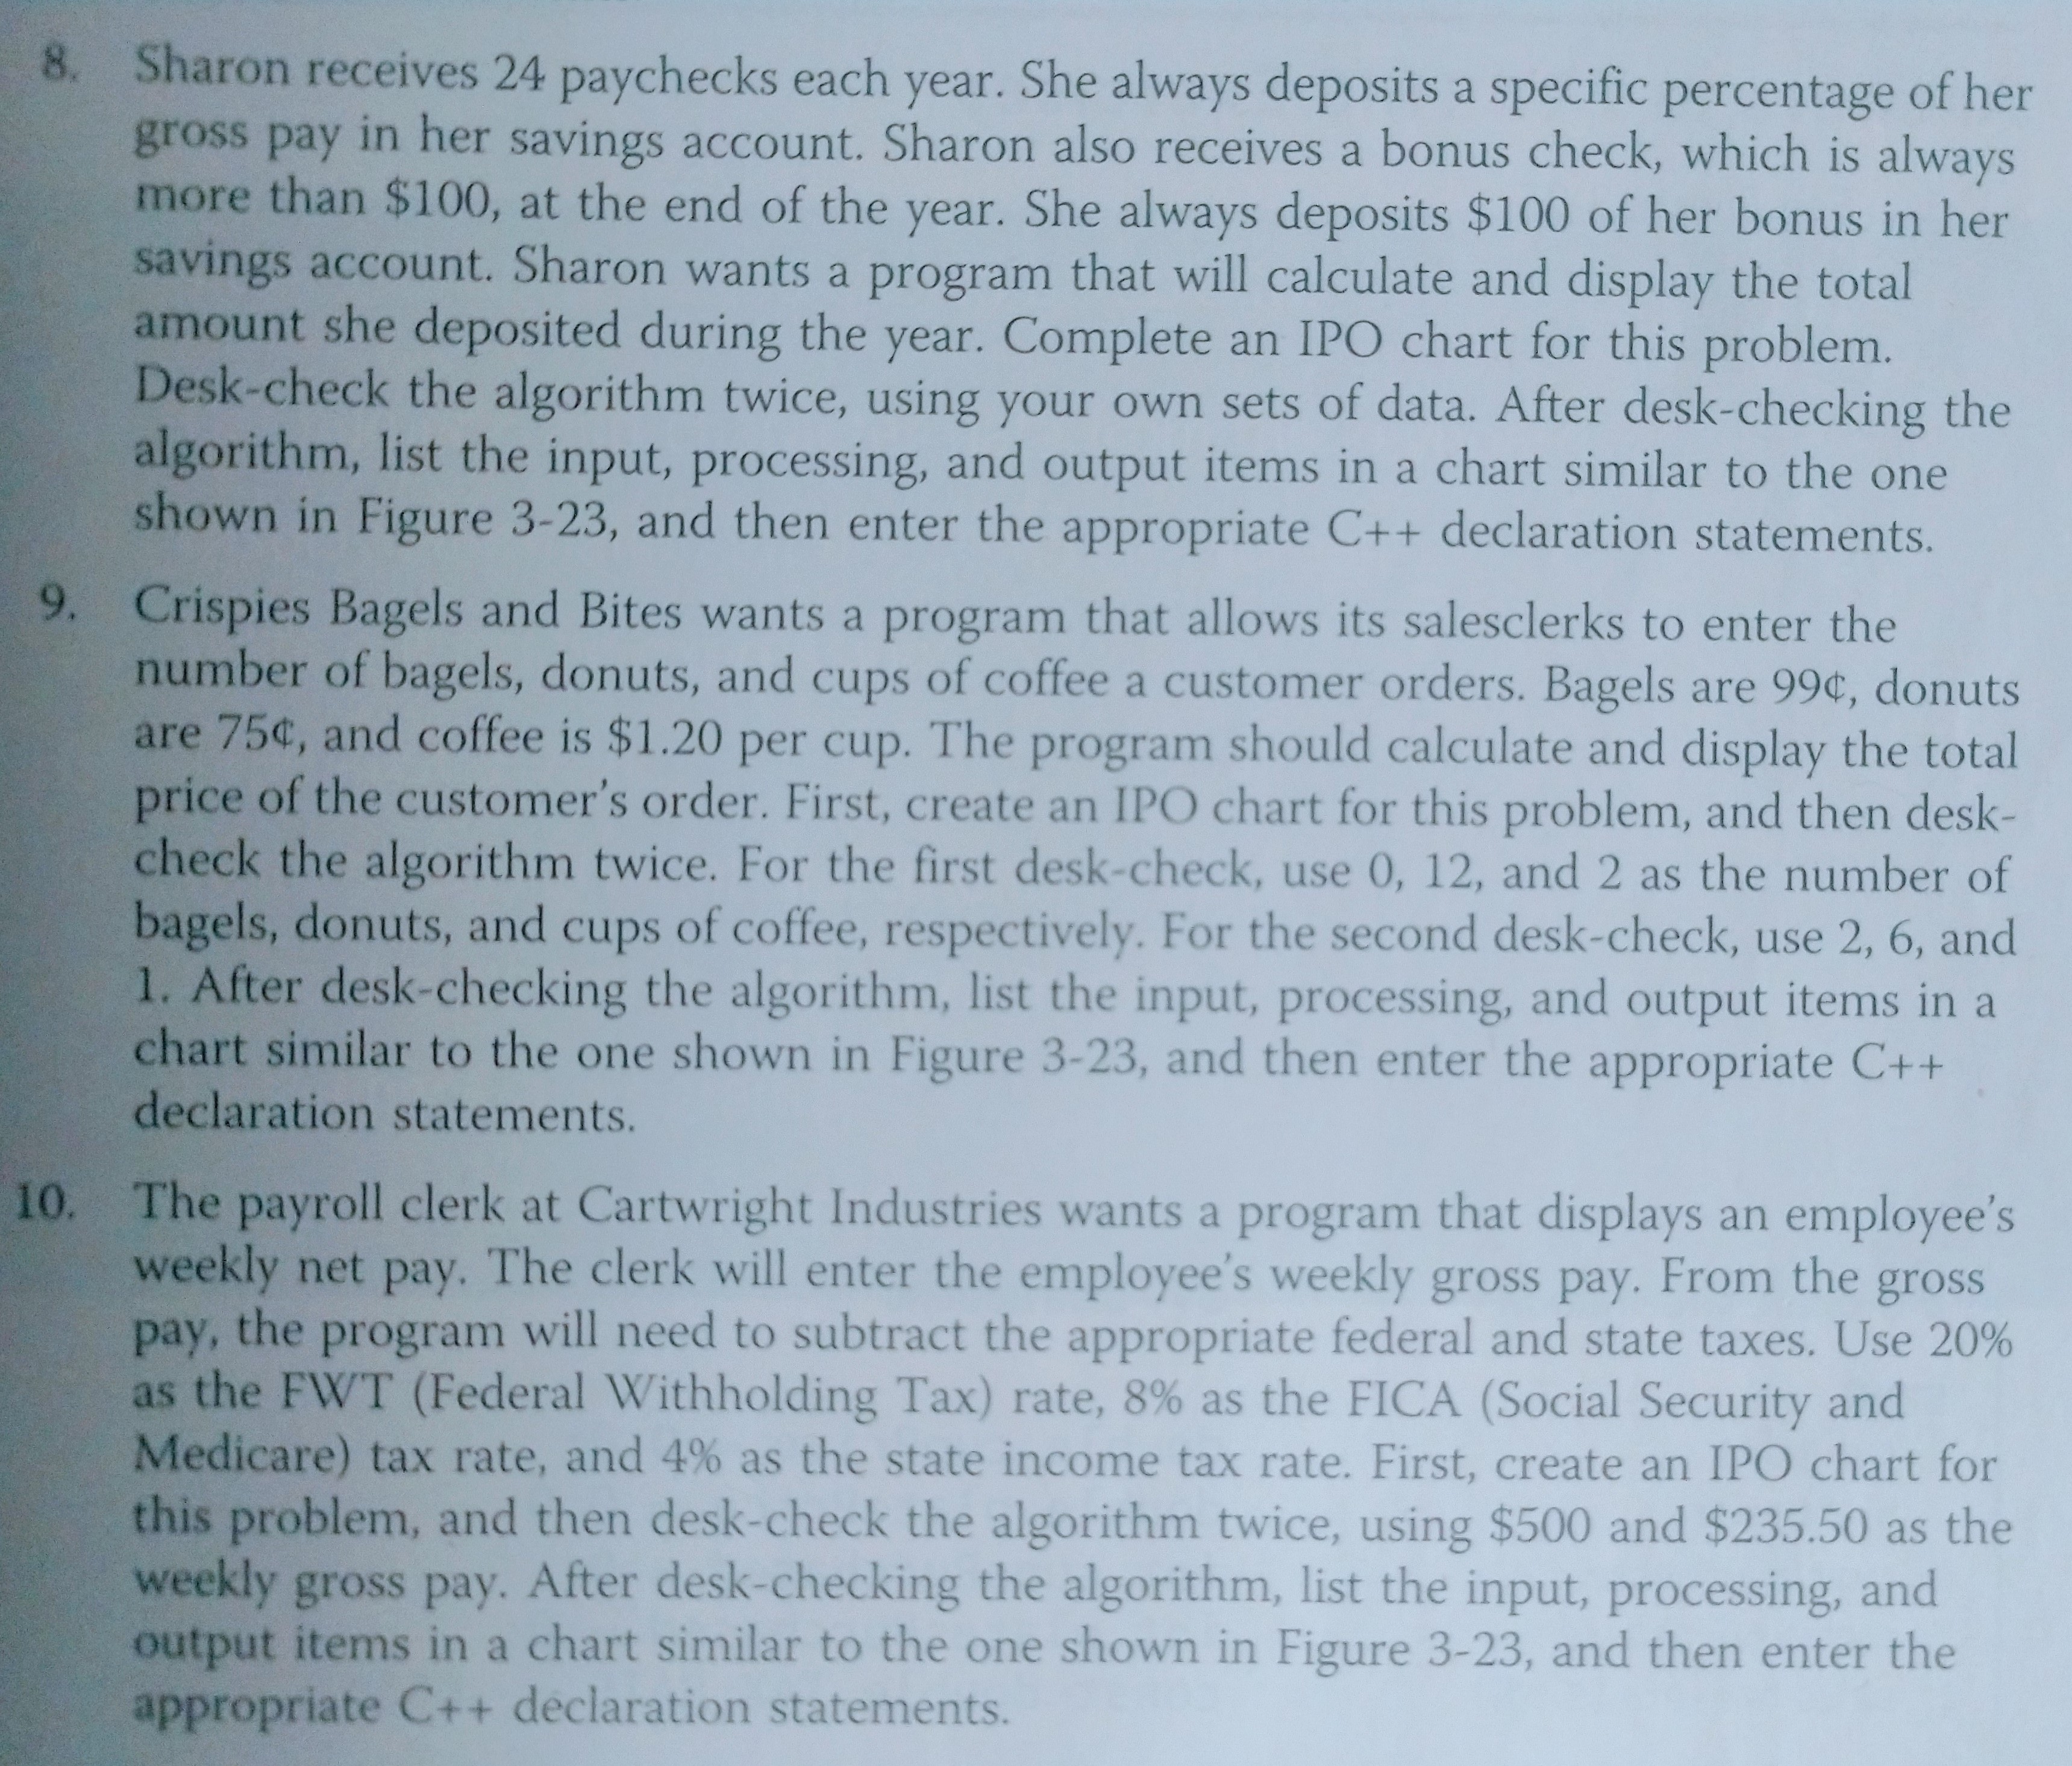 8. Sharon receives 24 paychecks each year. She always deposits a specific percentage of her
gross pay in her savings account. Sharon also receives a bonus check, which is always
more than $100, at the end of the year. She always deposits $100 of her bonus in her
savings account. Sharon wants a program that will calculate and display the total
amount she deposited during the year. Complete an IPO chart for this problem.
Desk-check the algorithm twice, using your own sets of data. After desk-checking the
algorithm, list the input, processing, and output items in a chart similar to the one
shown in Figure 3-23, and then enter the appropriate C++ declaration statements.
9. Crispies Bagels and Bites wants a program that allows its salesclerks to enter the
number of bagels, donuts, and cups of coffee a customer orders. Bagels are 99¢, donuts
are 75¢, and coffee is $1.20 per cup. The program should calculate and display the total
price of the customer's order. First, create an IPO chart for this problem, and then desk-
check the algorithm twice. For the first desk-check, use 0, 12, and 2 as the number of
bagels, donuts, and cups of coffee, respectively. For the second desk-check, use 2, 6, and
1. After desk-checking the algorithm, list the input, processing, and output items in a
chart similar to the one shown in Figure 3-23, and then enter the appropriate C++
declaration statements.
10. The payroll clerk at Cartwright Industries wants a program that displays an employee's
weekly net pay. The clerk will enter the employee's weekly gross pay. From the gross
pay, the program will need to subtract the appropriate federal and state taxes. Use 20%
as the FWT (Federal Withholding Tax) rate, 8% as the FICA (Social Security and
Medicare) tax rate, and 4% as the state income tax rate. First, create an IPO chart for
this problem, and then desk-check the algorithm twice, using $500 and $235.50 as the
weekly gross pay. After desk-checking the algorithm, list the input, processing, and
output items in a chart similar to the one shown in Figure 3-23, and then enter the
appropriate C++ declaration statements.